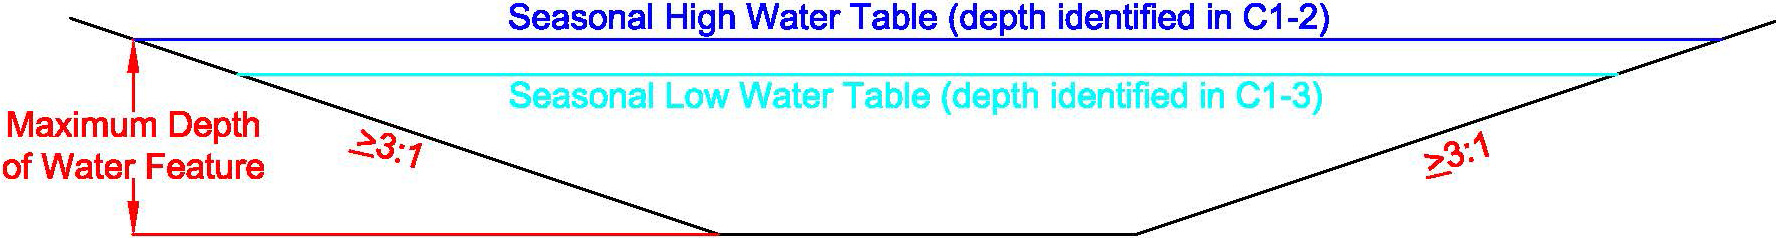 Seasonal High Water Table (depth identified in C1-2)
Seasonal Low Water Table (depth identified in C1-3)
Maximum Depth
of Water Feature
≥3:1
≥3:1